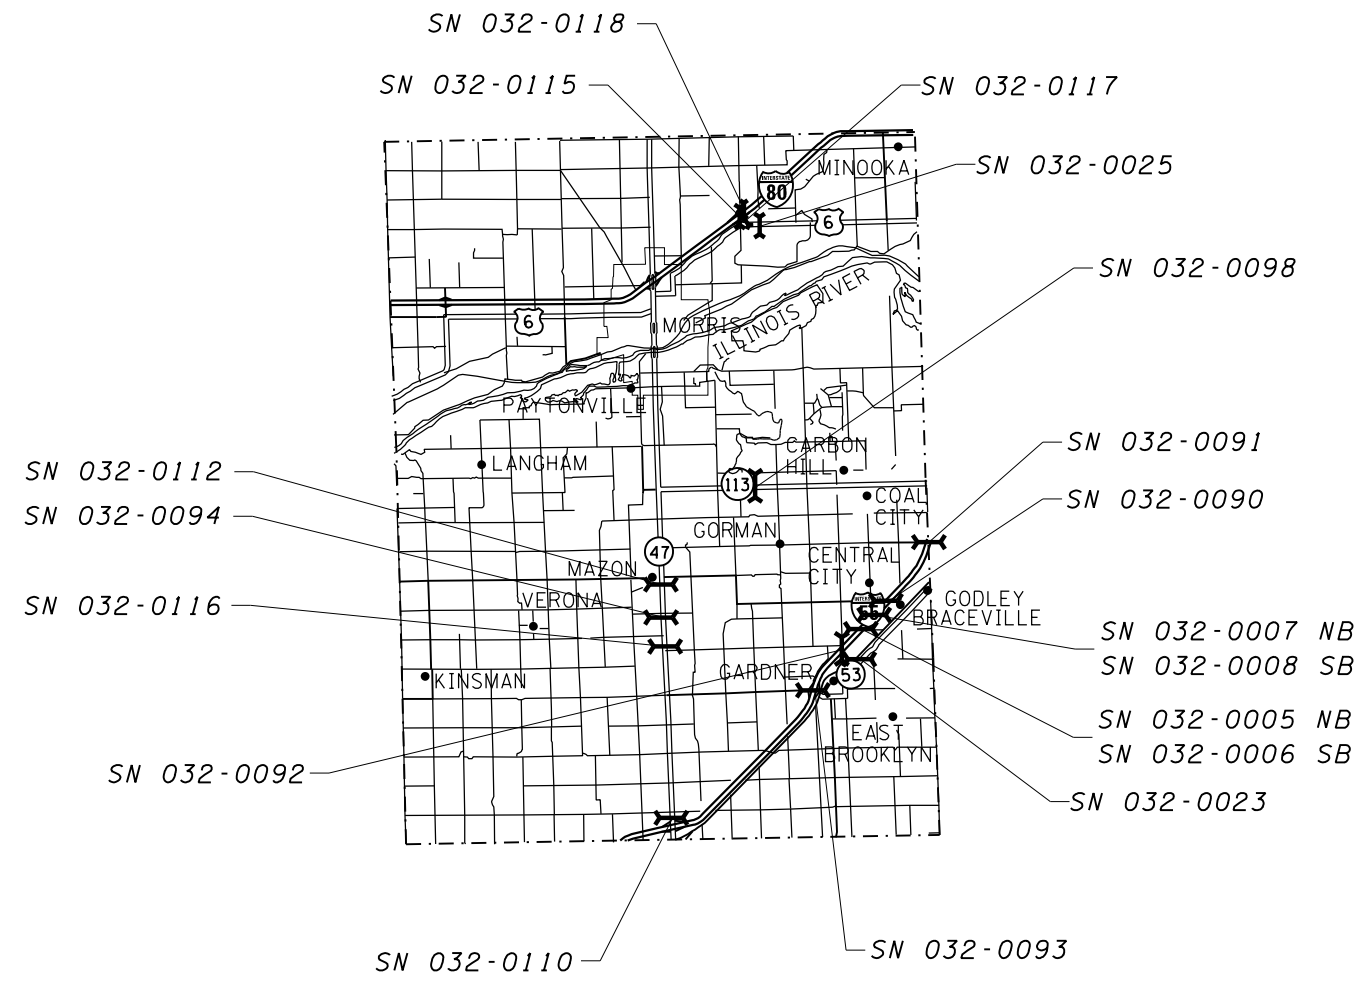 SN 032-0118
SN 032-0115
SN 032-0117
MINOOKA
SN 032-0025
INTERSTATE
80
6
SN 032-0098
6
MORRIS
ILLINOIS RIVER
PAYTONVILLE
CARBON
HILL
SN 032-0091
SN 032-0112
LANGHAM
113
COAL
CITY
SN 032-0090
SN 032-0094
GORMAN
47
CENTRAL
CITY
MAZON
SN 032-0116
VERONA
INTERSTATE
55
GODLEY
BRACEVILLE
SN 032-0007 NB
SN 032-0008 SB
KINSMAN
GARDNER
53
SN 032-0005 NB
SN 032-0006 SB
EAST
BROOKLYN
SN 032-0092
SN 032-0023
SN 032-0110
SN 032-0093